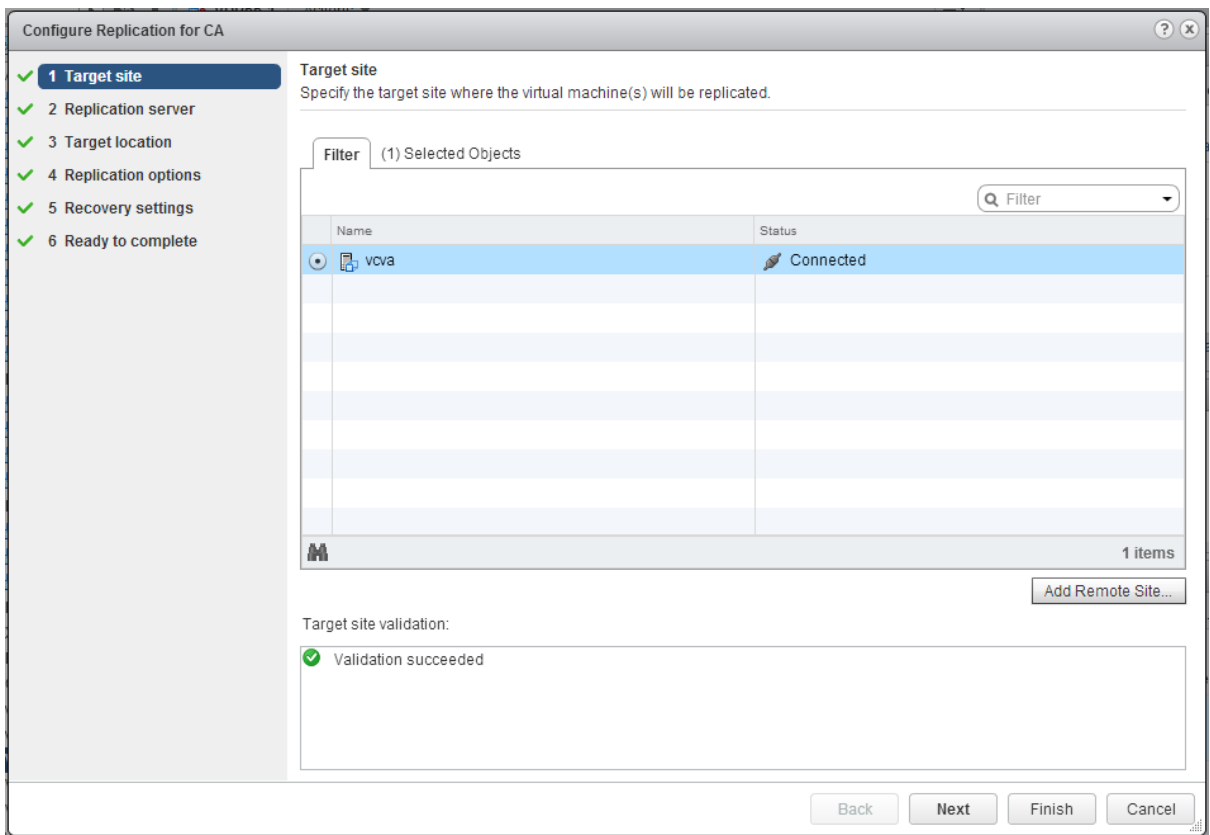 Configure Replication for CA
1 Target site
2 Replication server
3 Target location
4 Replication options
5 Recovery settings
6 Ready to complete
Target site
Specify the target site where the virtual machine(s) will be replicated.
Filter (1) Selected Objects
Filter
Name Status
vcva Connected
1 items
Add Remote Site...
Target site validation:
Validation succeeded
Back Next Finish Cancel